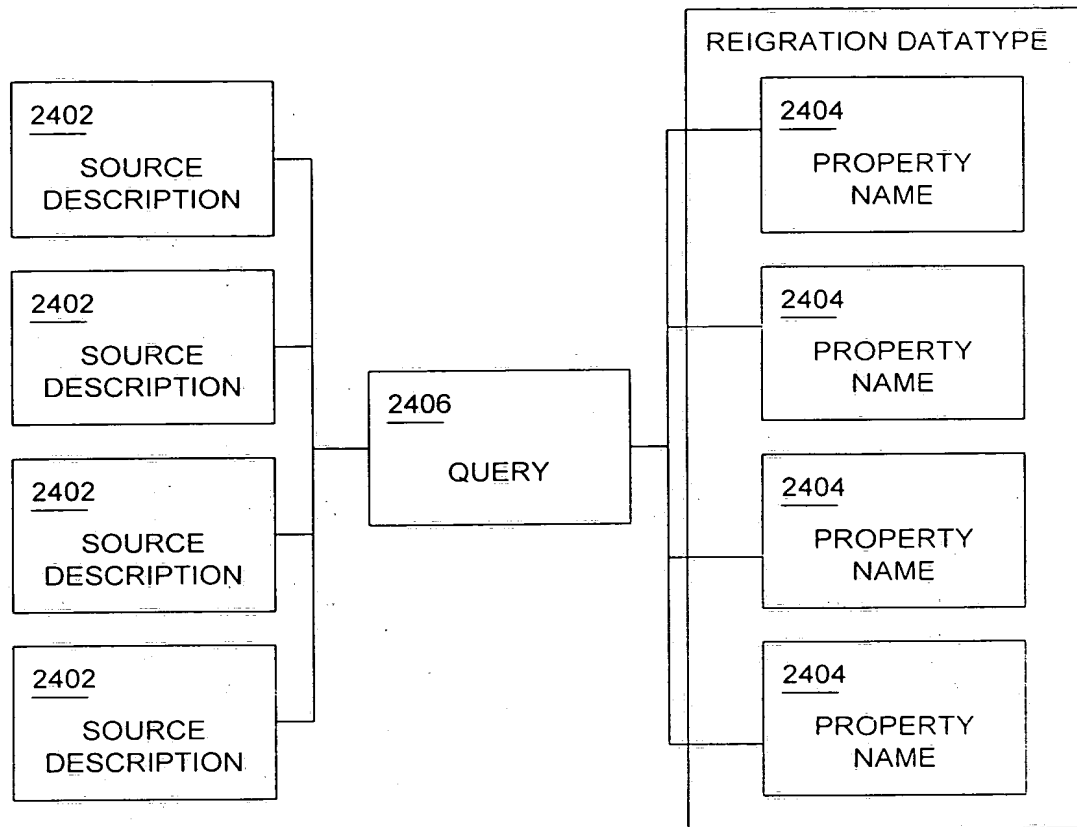 REIGRATION DATATYPE
2402
SOURCE
DESCRIPTION
2402
SOURCE
DESCRIPTION
2402
SOURCE
DESCRIPTION
2402
SOURCE
DESCRIPTION
2406
QUERY
2404
PROPERTY
NAME
2404
PROPERTY
NAME
2404
PROPERTY
NAME
2404
PROPERTY
NAME